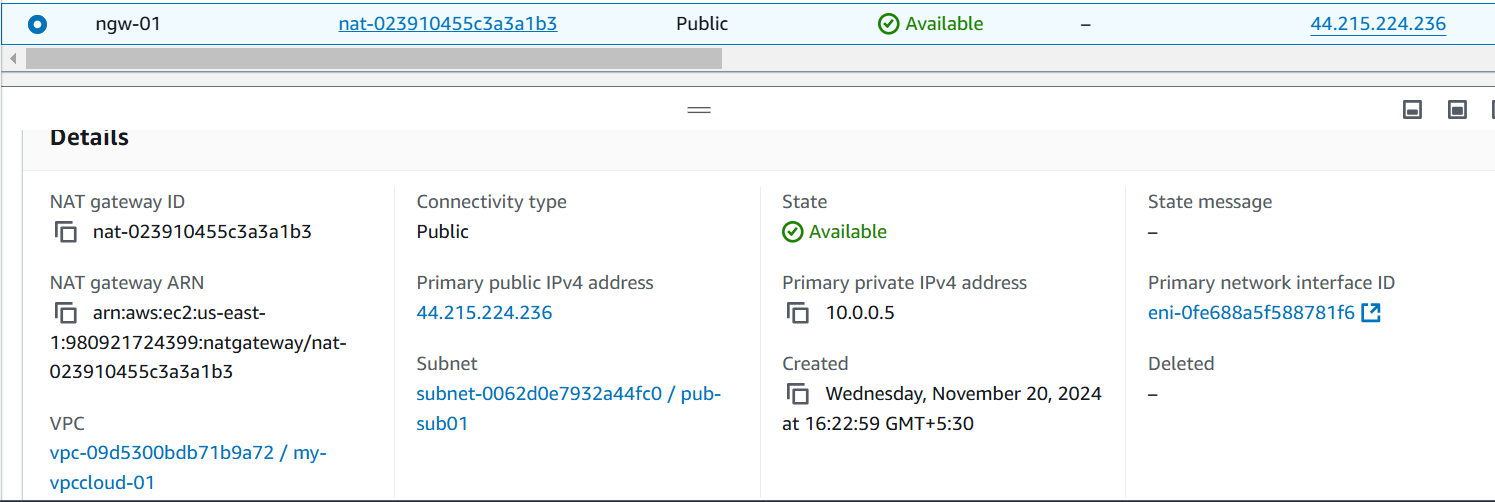 ngw-01 nat-023910455c3a3a1b3 Public Available – 44.215.224.236
Details
NAT gateway ID
nat-023910455c3a3a1b3
NAT gateway ARN
arn:aws:ec2:us-east-
1:980921724399:natgateway/nat-
023910455c3a3a1b3
VPC
vpc-09d5300bdb71b9a72 / my-
vpccloud-01
Connectivity type
Public
Primary public IPv4 address
44.215.224.236
Subnet
subnet-0062d0e7932a44fc0 / pub-
sub01
State
Available
Primary private IPv4 address
10.0.0.5
Created
Wednesday, November 20, 2024
at 16:22:59 GMT+5:30
State message
–
Primary network interface ID
eni-0fe688a5f588781f6
Deleted
–